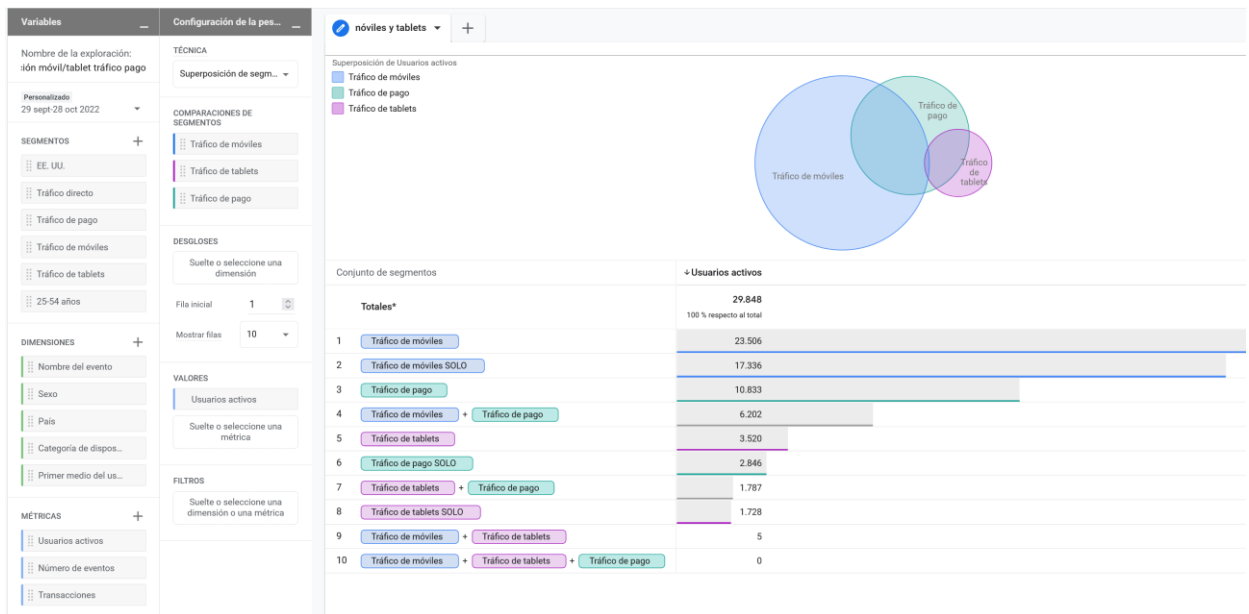 Variables
Nombre de la exploración:
ión móvil/tablet tráfico pago
Personalizado
29 sept-28 oct 2022
SEGMENTOS
EE. UU.
Tráfico directo
Tráfico de pago
Tráfico de móviles
Tráfico de tablets
25-54 años
DIMENSIONES
Nombre del evento
Sexo
País
Categoría de dispos...
Primer medio del us...
MÉTRICAS
Usuarios activos
Número de eventos
Transacciones
Configuración de la pes...
TÉCNICA
Superposición de segm...
COMPARACIONES DE
SEGMENTOS
Tráfico de móviles
Tráfico de tablets
Tráfico de pago
DESGLOSES
Suelte o seleccione una
dimensión
Fila inicial 1
Mostrar filas 10
VALORES
Usuarios activos
Suelte o seleccione una
métrica
FILTROS
Suelte o seleccione una
dimensión o una métrica
nóviles y tablets
Superposición de Usuarios activos
Tráfico de móviles
Tráfico de pago
Tráfico de tablets
Tráfico de móviles
Tráfico de
pago
Tráfico
de
tablets
Conjunto de segmentos ↓Usuarios activos
Totales* 29.848
100 % respecto al total
1 Tráfico de móviles 23.506
2 Tráfico de móviles SOLO 17.336
3 Tráfico de pago 10.833
4 Tráfico de móviles + Tráfico de pago 6.202
5 Tráfico de tablets 3.520
6 Tráfico de pago SOLO 2.846
7 Tráfico de tablets + Tráfico de pago 1.787
8 Tráfico de tablets SOLO 1.728
9 Tráfico de móviles + Tráfico de tablets 5
10 Tráfico de móviles + Tráfico de tablets + Tráfico de pago 0